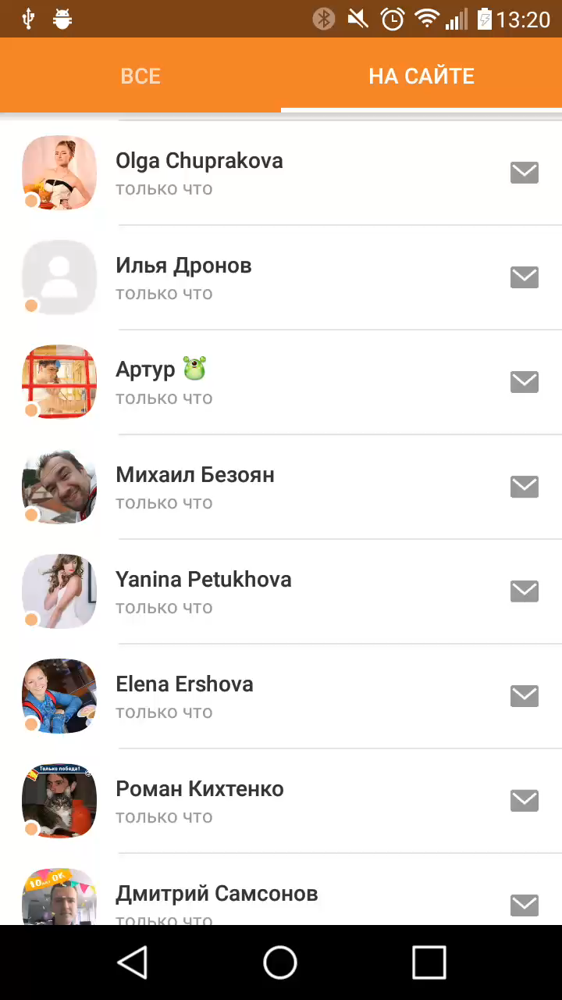 13:20
ВСЕ
НА САЙТЕ
Olga Chuprakova
только что
Илья Дронов
только что
Артур
только что
Михаил Безоян
только что
Yanina Petukhova
только что
Elena Ershova
только что
Только победа!
Роман Кихтенко
только что
Дмитрий Самсонов
только что